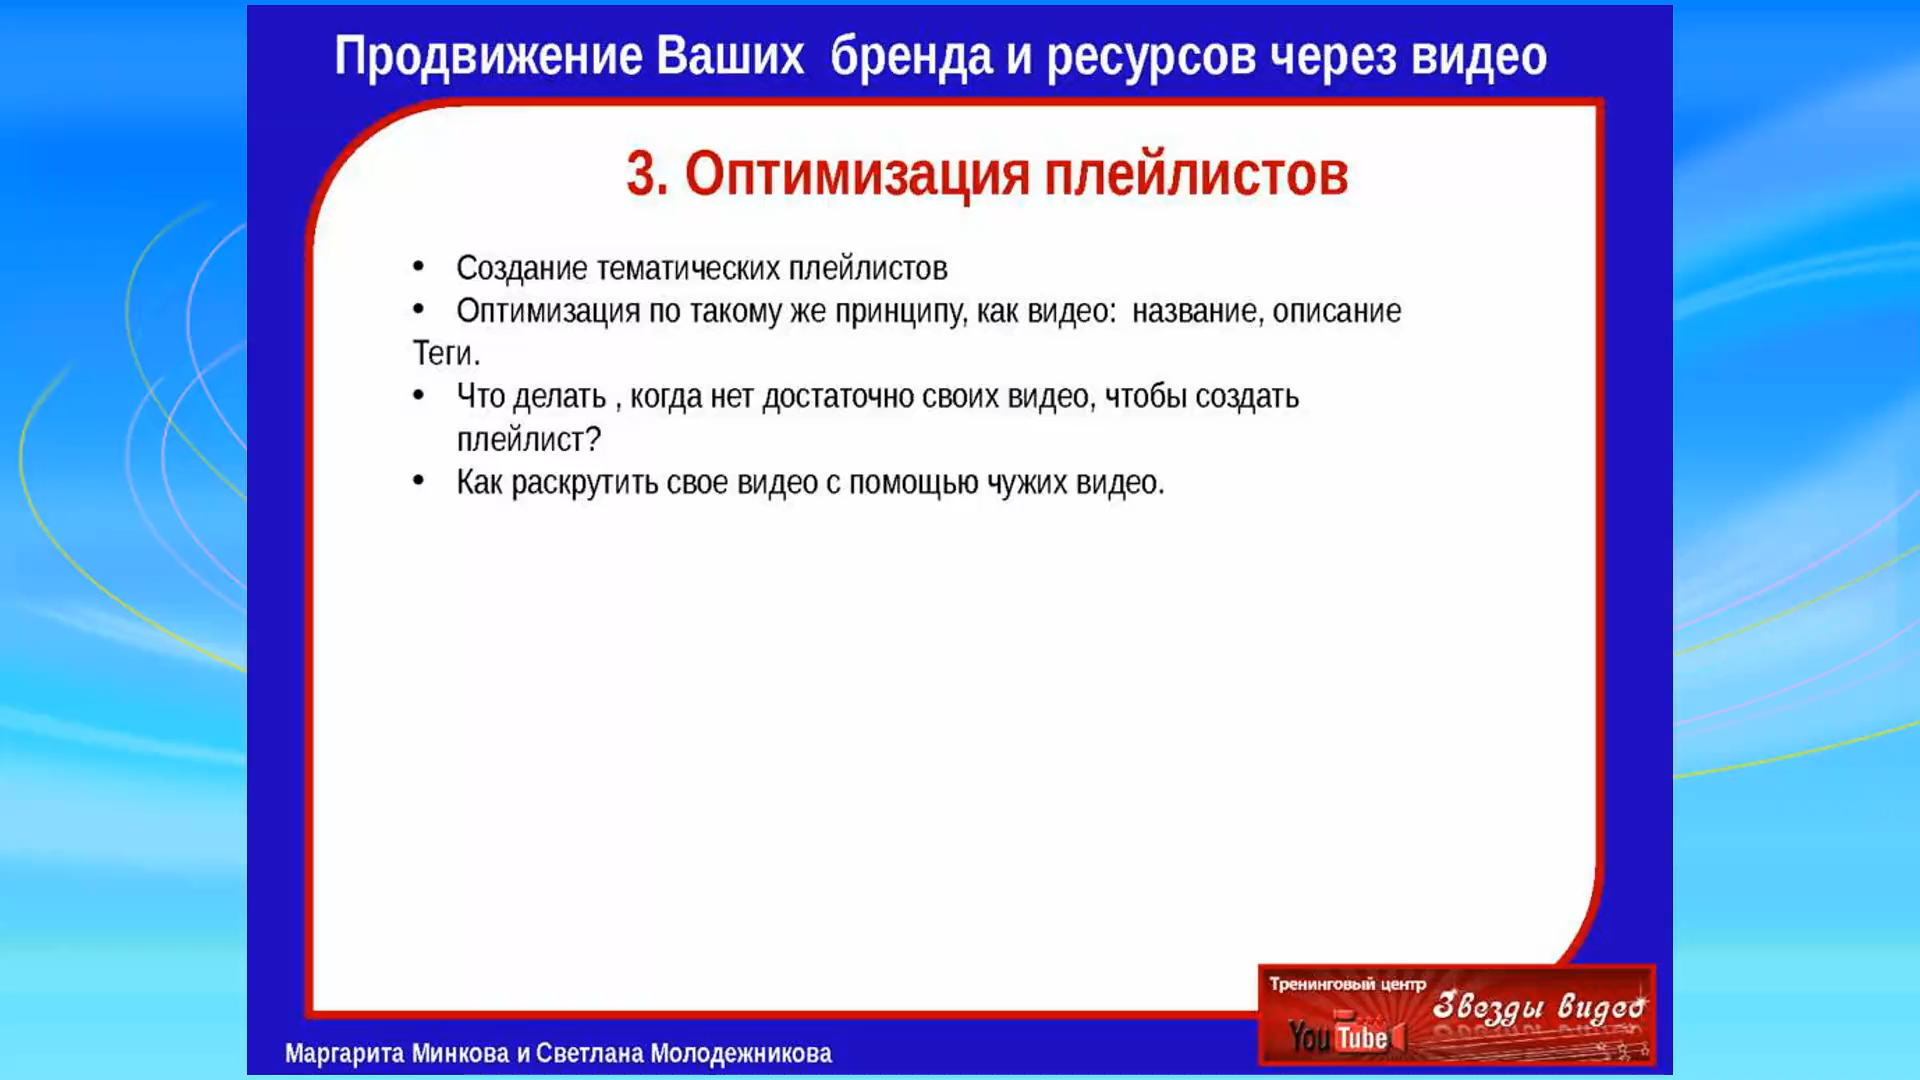 Продвижение Ваших бренда и ресурсов через видео
3. Оптимизация плейлистов
• Создание тематических плейлистов
• Оптимизация по такому же принципу, как видео: название, описание
Теги.
• Что делать , когда нет достаточно своих видео, чтобы создать
плейлист?
• Как раскрутить свое видео с помощью чужих видео.
Тренинговый центр
Звезды видео
YouTube
Маргарита Минкова и Светлана Молодежникова